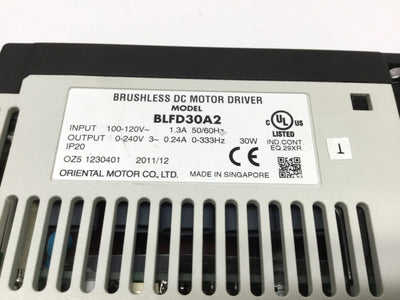 BRUSHLESS DC MOTOR DRIVER
MODEL
BLFD30A2
INPUT 100-120V~ 1.3A 50/60Hz
OUTPUT 0-240V 3~ 0.24A 0-333Hz 30W
IP20
OZ5 1230401 2011/12
ORIENTAL MOTOR CO., LTD. MADE IN SINGAPORE
C UL US
LISTED
IND.CONT
EQ.29XR
T